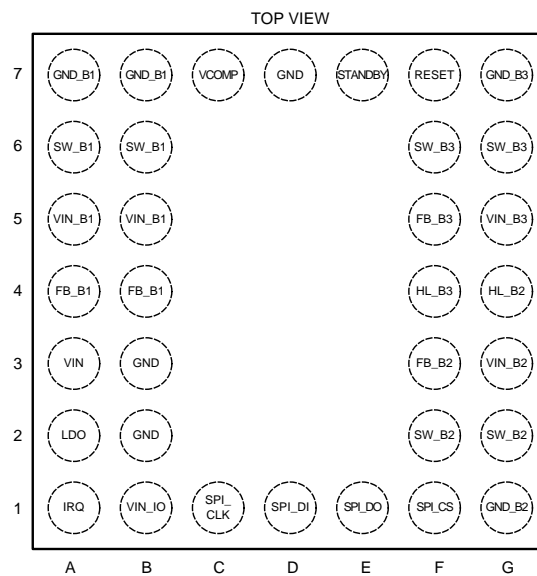 TOP VIEW
7 GND_B1 GND_B1 VCOMP GND STANDBY RESET GND_B3
6 SW_B1 SW_B1 SW_B3 SW_B3
5 VIN_B1 VIN_B1 FB_B3 VIN_B3
4 FB_B1 FB_B1 HL_B3 HL_B2
3 VIN GND FB_B2 VIN_B2
2 LDO GND SW_B2 SW_B2
1 IRQ VIN_IO SPI_CLK SPI_DI SPI_DO SPI_CS GND_B2
A B C D E F G